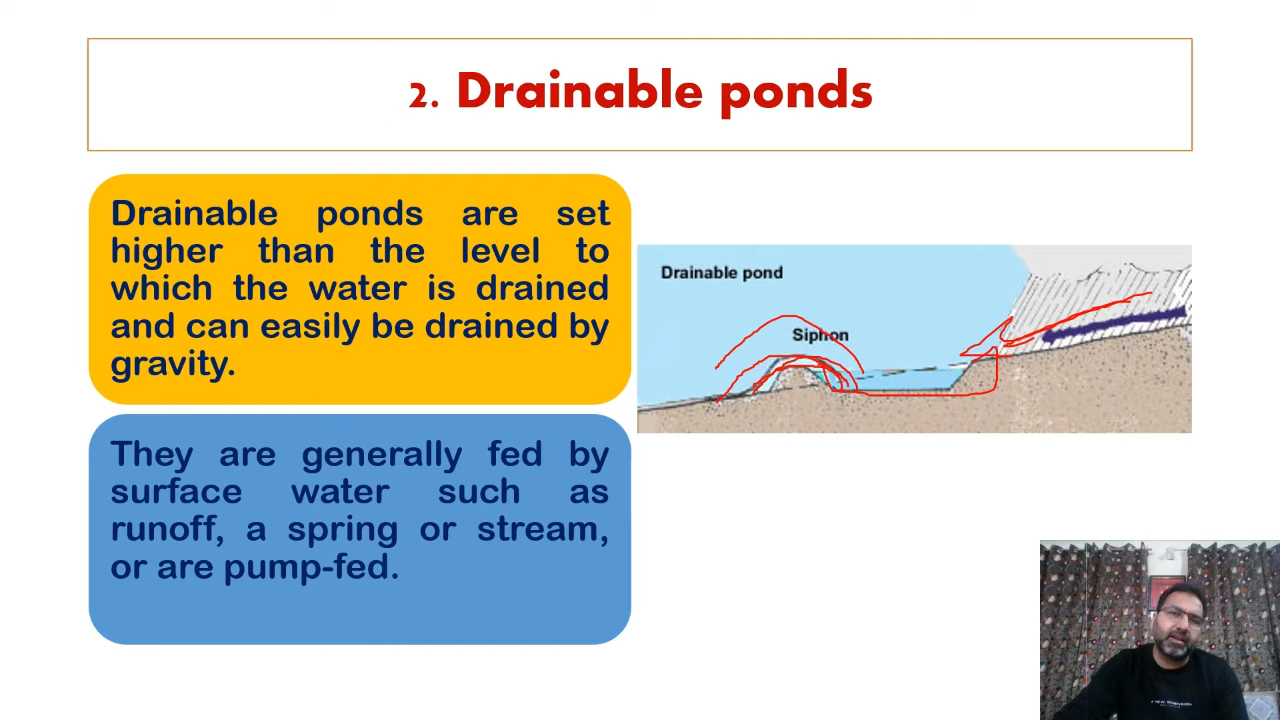 2. Drainable ponds
Drainable ponds are set
higher than the level to
which the water is drained
and can easily be drained by
gravity.
They are generally fed by
surface water such as
runoff, a spring or stream,
or are pump-fed.
Drainable pond
Siphon